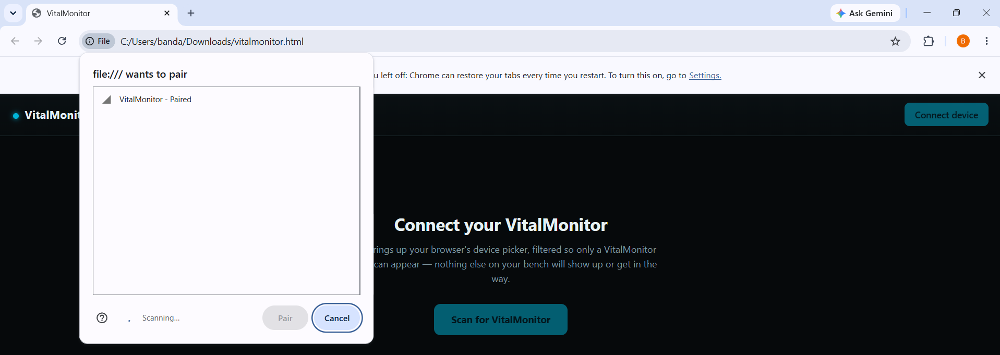 VitalMonitor
Ask Gemini
File
C:/Users/banda/Downloads/vitalmonitor.html
B
file:/// wants to pair
VitalMonitor - Paired
Scanning...
Pair
Cancel
left off: Chrome can restore your tabs every time you restart. To turn this on, go to Settings.
Connect device
Connect your VitalMonitor
up your browser's device picker, filtered so only a VitalMonitor
can appear — nothing else on your bench will show up or get in the
way.
Scan for VitalMonitor